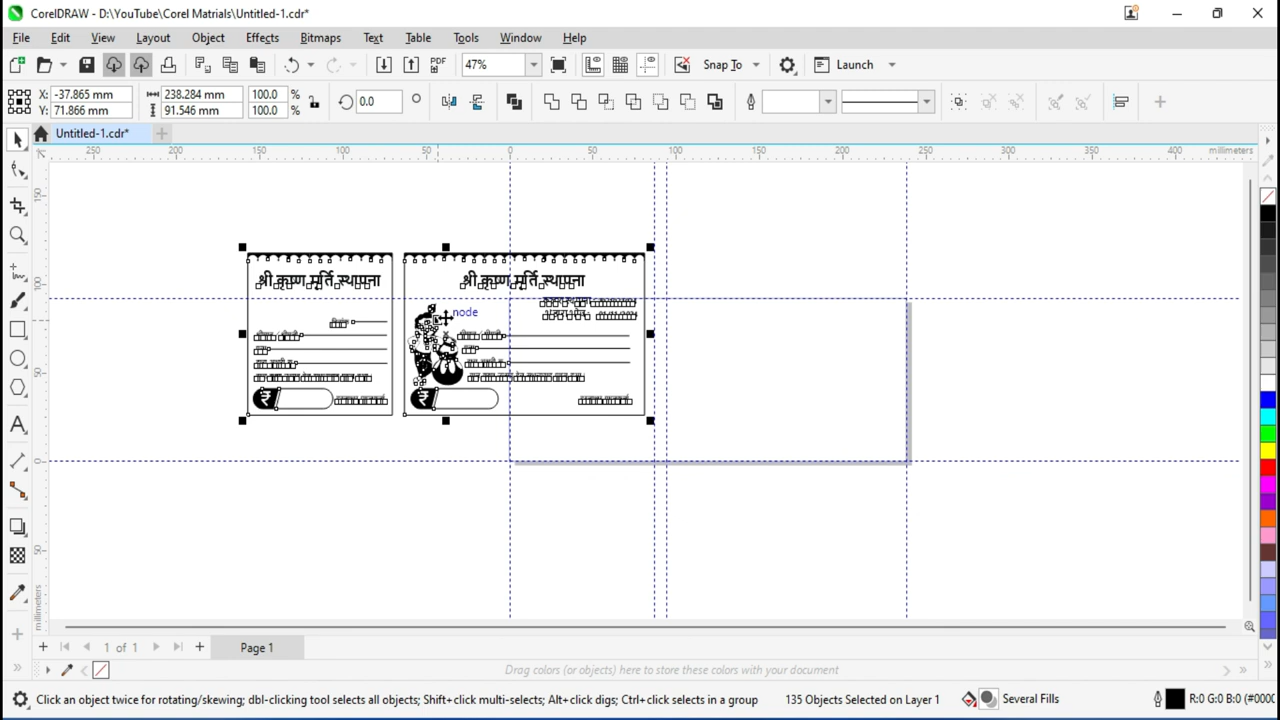 CorelDRAW - D:\YouTube\Corel Matrials\Untitled-1.cdr*
File Edit View Layout Object Effects Bitmaps Text Table Tools Window Help
PDF 47% Snap To Launch
X: -37.865 mm 238.284 mm 100.0 % 0.0
Y: 71.866 mm 91.546 mm 100.0 %
Untitled-1.cdr*
250 200 150 100 50 0 50 100 150 200 250 300 350 400 millimeters
श्री कृष्ण मूर्ति स्थापना श्री कृष्ण मूर्ति स्थापना
node
₹ ₹
millimeters
1 of 1 Page 1
Drag colors (or objects) here to store these colors with your document
Click an object twice for rotating/skewing; dbl-clicking tool selects all objects; Shift+click multi-selects; Alt+click digs; Ctrl+click selects in a group 135 Objects Selected on Layer 1 Several Fills R:0 G:0 B:0 (#0000